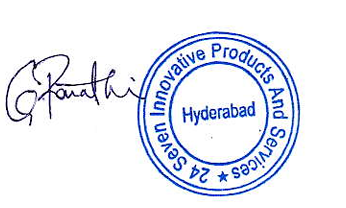 24 Seven Innovative Products And Services ★
Hyderabad